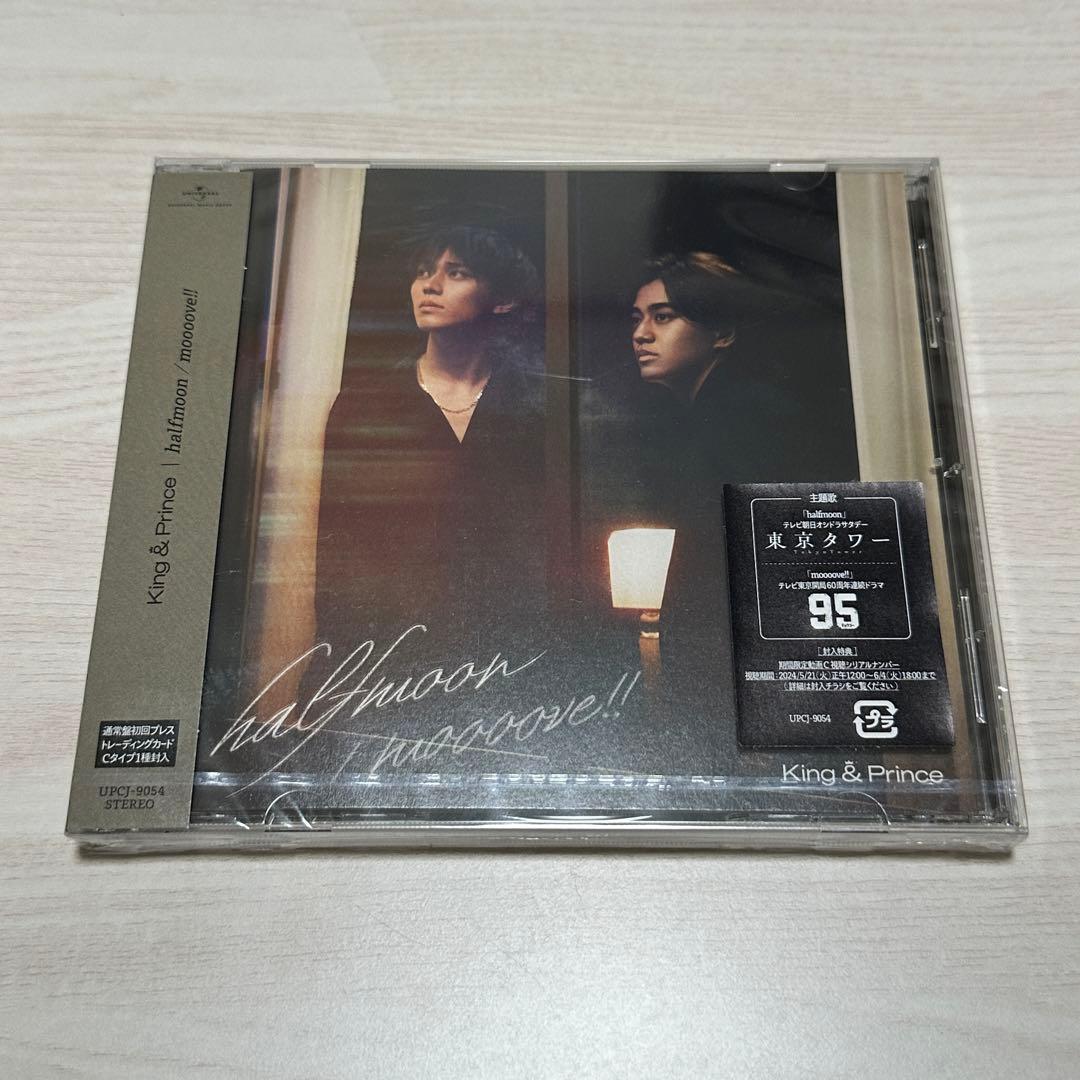 UNIVERSAL
UNIVERSAL MUSIC GROUP
King & Prince | halfmoon / moooove!!
通常盤初回プレス
トレーディングカード
Cタイプ1種封入
UPCJ-9054
STEREO
halfmoon
/ moooove!!
主題歌
「halfmoon」
テレビ朝日オシドラサタデー
東京タワー
TokyoTower
「moooove!!」
テレビ東京開局60周年連続ドラマ
95
[封入特典]
期間限定動画C 視聴シリアルナンバー
視聴期間:2024/5/21(火)正午12:00〜6/4(火)18:00まで
(詳細は封入チラシをご覧ください)
UPCJ-9054
プラ
King & Prince